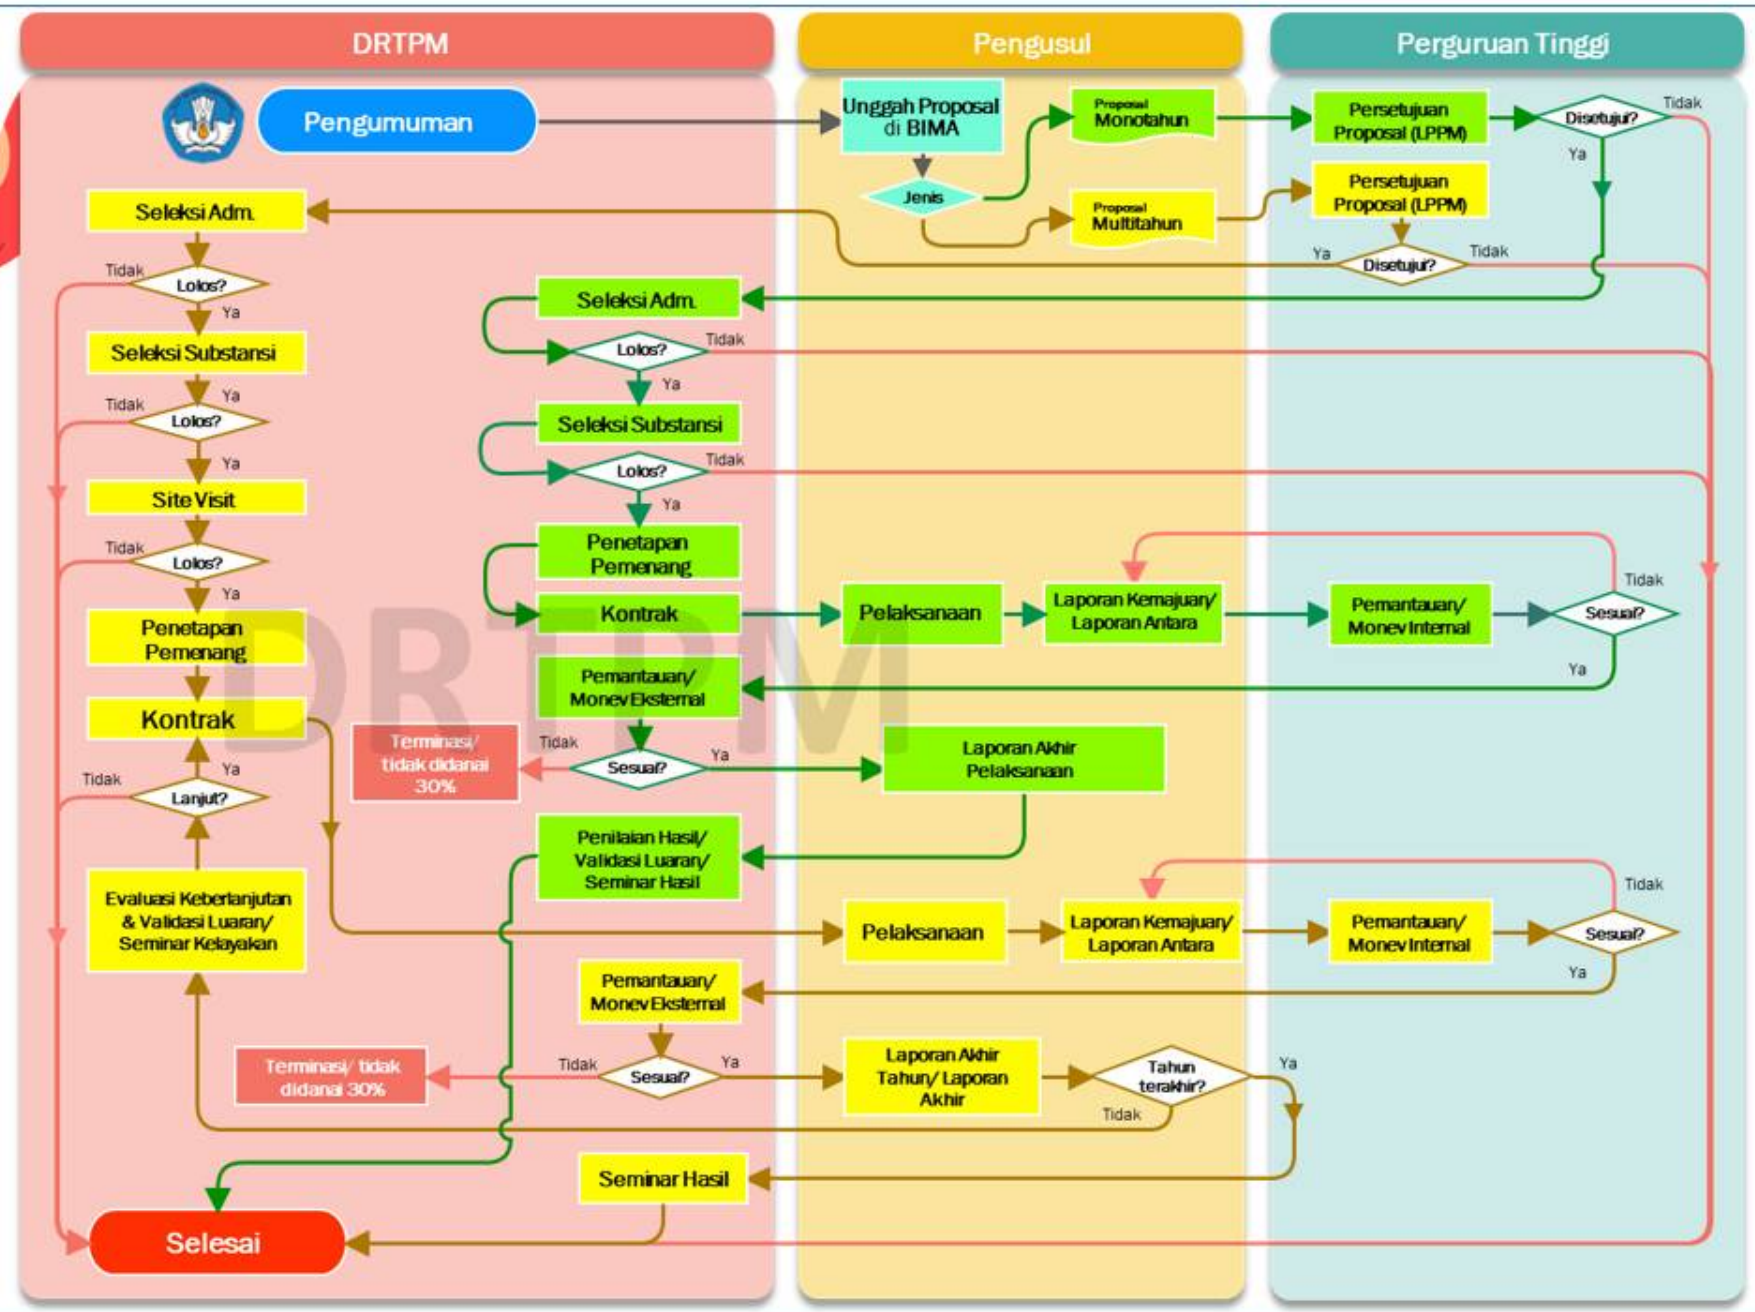 DRTPM
Pengusul
Perguruan Tinggi
Pengumuman
Unggah Proposal
di BIMA
Jenis
Proposal
Monotahun
Persetujuan
Proposal (LPPM)
Disetujui?
Tidak
Ya
Proposal
Multitahun
Persetujuan
Proposal (LPPM)
Disetujui?
Ya
Tidak
Seleksi Adm.
Lolos?
Tidak
Ya
Seleksi Substansi
Ya
Lolos?
Tidak
Ya
Site Visit
Lolos?
Tidak
Ya
Penetapan
Pemenang
Kontrak
Ya
Lanjut?
Tidak
Evaluasi Keberlanjutan
& Validasi Luaran/
Seminar Kelayakan
Seleksi Adm.
Lolos?
Tidak
Ya
Seleksi Substansi
Lolos?
Tidak
Ya
Penetapan
Pemenang
Kontrak
Pelaksanaan
Laporan Kemajuan/
Laporan Antara
Pemantauan/
Monev Internal
Sesuai?
Tidak
Ya
Pemantauan/
Monev Eksternal
Sesuai?
Tidak
Ya
Terminasi/
tidak didanai
30%
Laporan Akhir
Pelaksanaan
Penilaian Hasil/
Validasi Luaran/
Seminar Hasil
Pelaksanaan
Laporan Kemajuan/
Laporan Antara
Pemantauan/
Monev Internal
Sesuai?
Tidak
Ya
Pemantauan/
Monev Eksternal
Sesuai?
Tidak
Ya
Terminasi/ tidak
didanai 30%
Laporan Akhir
Tahun/ Laporan
Akhir
Tahun
terakhir?
Ya
Tidak
Seminar Hasil
Selesai
DRTPM